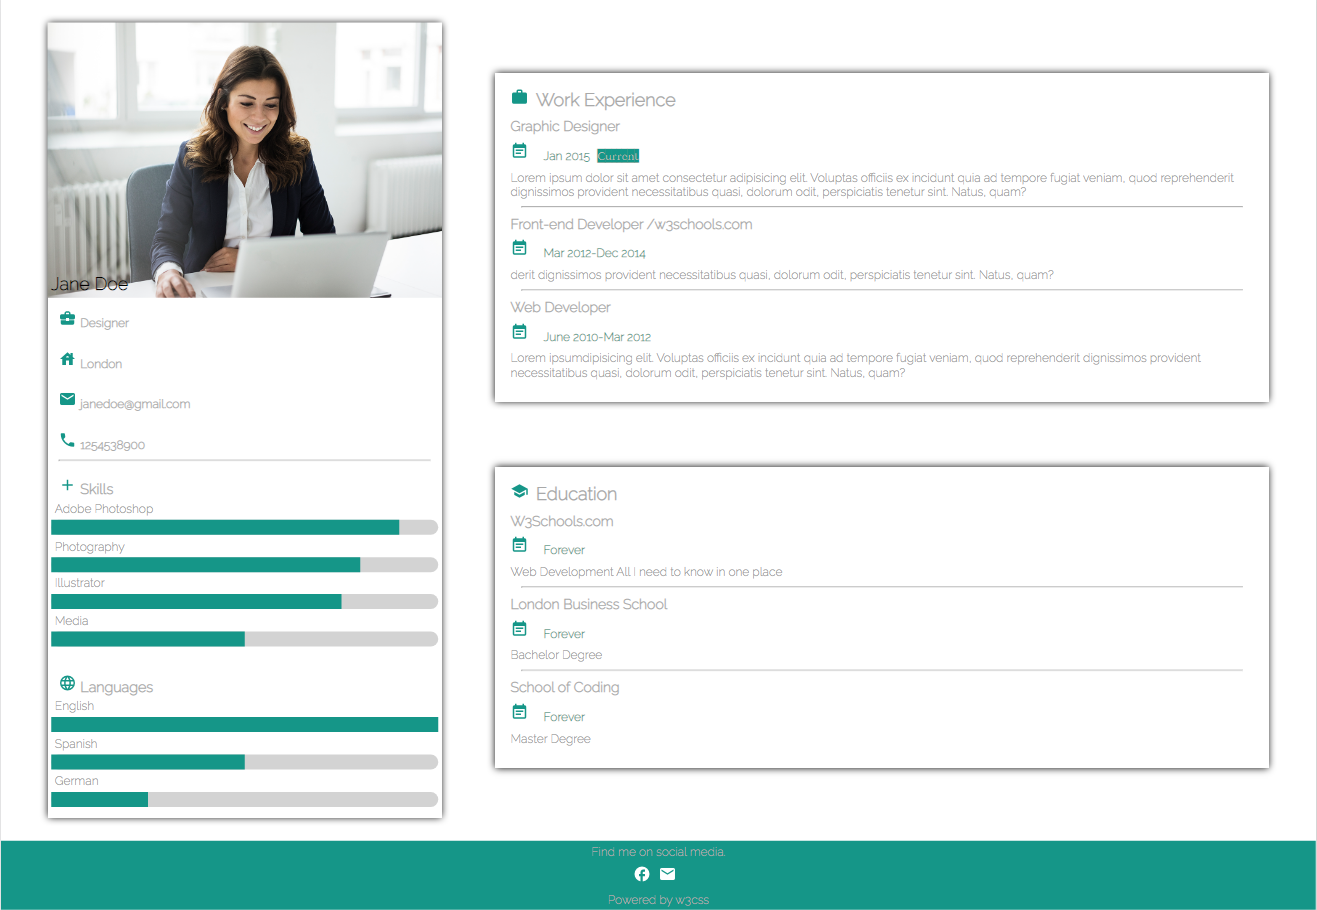 Jane Doe
Designer
London
janedoe@gmail.com
1254538900
Skills
Adobe Photoshop
Photography
Illustrator
Media
Languages
English
Spanish
German
Work Experience
Graphic Designer
Jan 2015 Current
Lorem ipsum dolor sit amet consectetur adipisicing elit. Voluptas officiis ex incidunt quia ad tempore fugiat veniam, quod reprehenderit
dignissimos provident necessitatibus quasi, dolorum odit, perspiciatis tenetur sint. Natus, quam?
Front-end Developer /w3schools.com
Mar 2012-Dec 2014
derit dignissimos provident necessitatibus quasi, dolorum odit, perspiciatis tenetur sint. Natus, quam?
Web Developer
June 2010-Mar 2012
Lorem ipsumdipisicing elit. Voluptas officiis ex incidunt quia ad tempore fugiat veniam, quod reprehenderit dignissimos provident
necessitatibus quasi, dolorum odit, perspiciatis tenetur sint. Natus, quam?
Education
W3Schools.com
Forever
Web Development All I need to know in one place
London Business School
Forever
Bachelor Degree
School of Coding
Forever
Master Degree
Find me on social media.
Powered by w3css